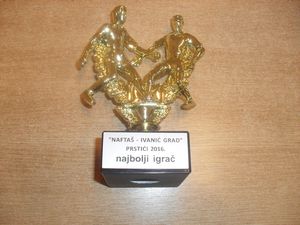 "NAFTAŠ - IVANIĆ GRAD"
PRSTIĆI 2016.
najbolji igrač